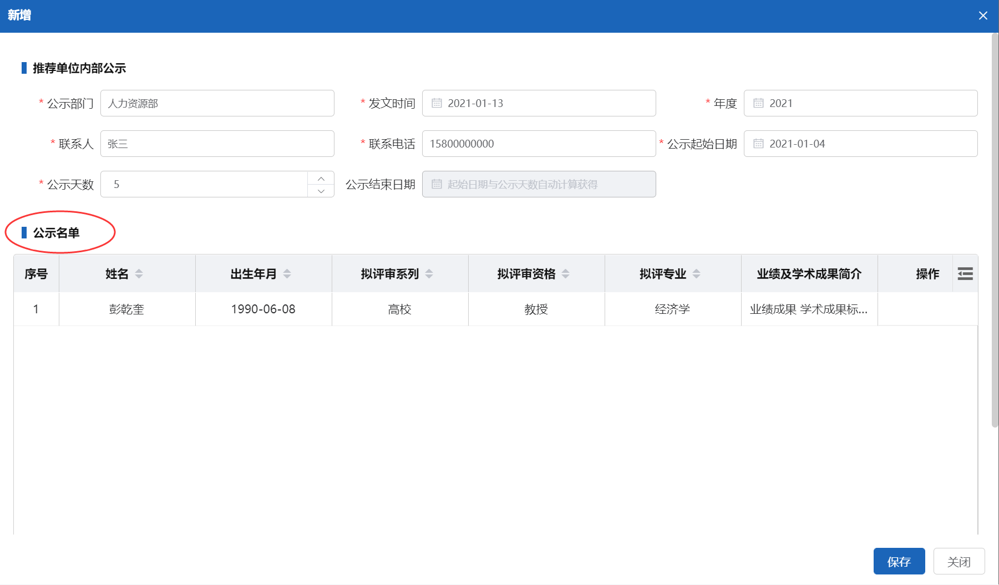 新增
推荐单位内部公示
* 公示部门 人力资源部 * 发文时间 2021-01-13 * 年度 2021
* 联系人 张三 * 联系电话 15800000000 * 公示起始日期 2021-01-04
* 公示天数 5 公示结束日期 起始日期与公示天数自动计算获得
公示名单
序号 姓名 出生年月 拟评审系列 拟评审资格 拟评专业 业绩及学术成果简介 操作
1 彭乾奎 1990-06-08 高校 教授 经济学 业绩成果 学术成果标...
保存 关闭